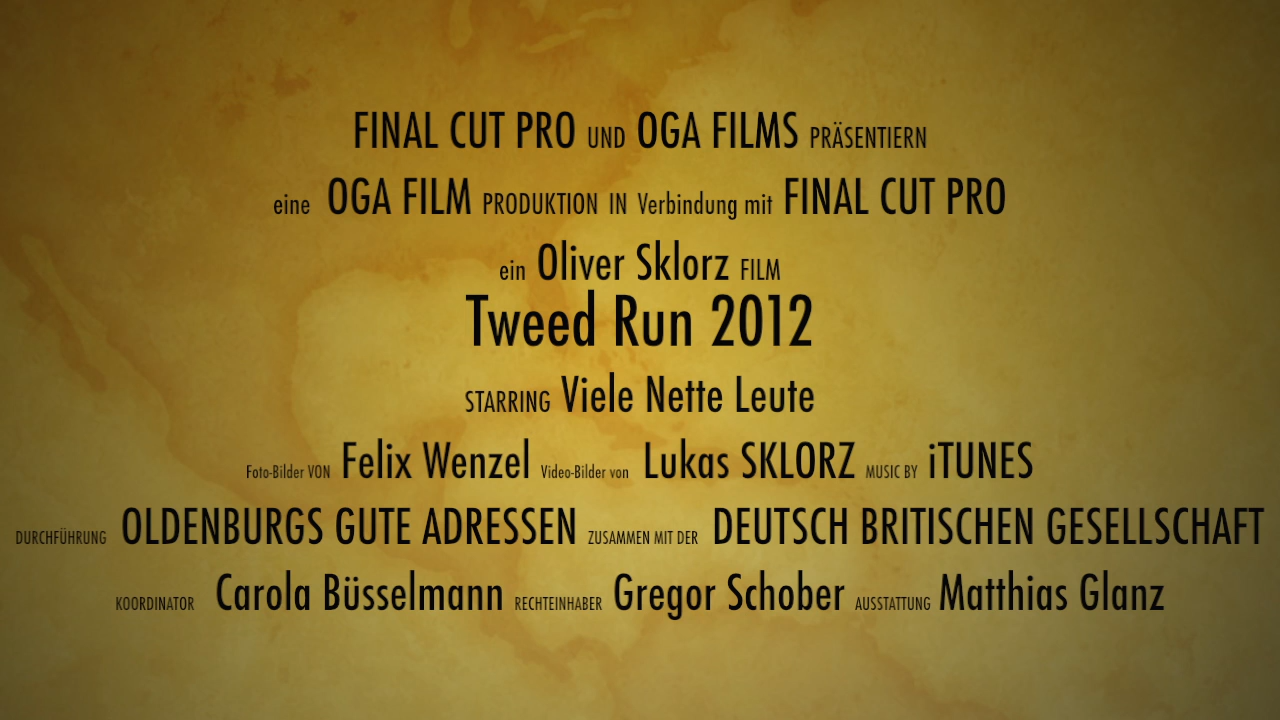 FINAL CUT PRO UND OGA FILMS PRÄSENTIERN
eine OGA FILM PRODUKTION IN Verbindung mit FINAL CUT PRO
ein Oliver Sklorz FILM
Tweed Run 2012
STARRING Viele Nette Leute
Foto-Bilder VON Felix Wenzel Video-Bilder von Lukas SKLORZ MUSIC BY iTUNES
DURCHFÜHRUNG OLDENBURGS GUTE ADRESSEN ZUSAMMEN MIT DER DEUTSCH BRITISCHEN GESELLSCHAFT
KOORDINATOR Carola Büsselmann RECHTEINHABER Gregor Schober AUSSTATTUNG Matthias Glanz